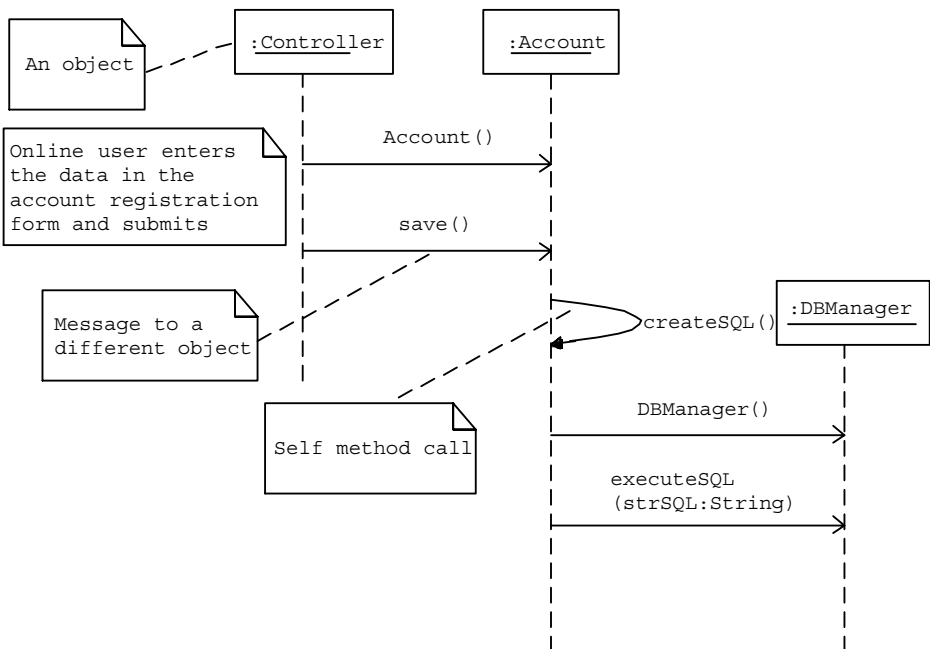 An object
:Controller
:Account
Account()
Online user enters
the data in the
account registration
form and submits
save()
Message to a
different object
createSQL()
:DBManager
Self method call
DBManager()
executeSQL
(strSQL:String)